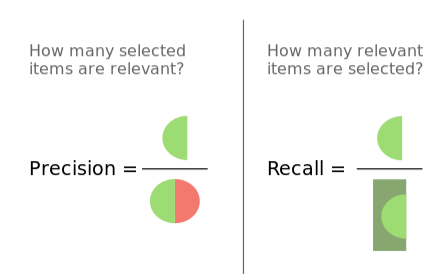 How many selected
items are relevant?
Precision =
How many relevant
items are selected?
Recall =